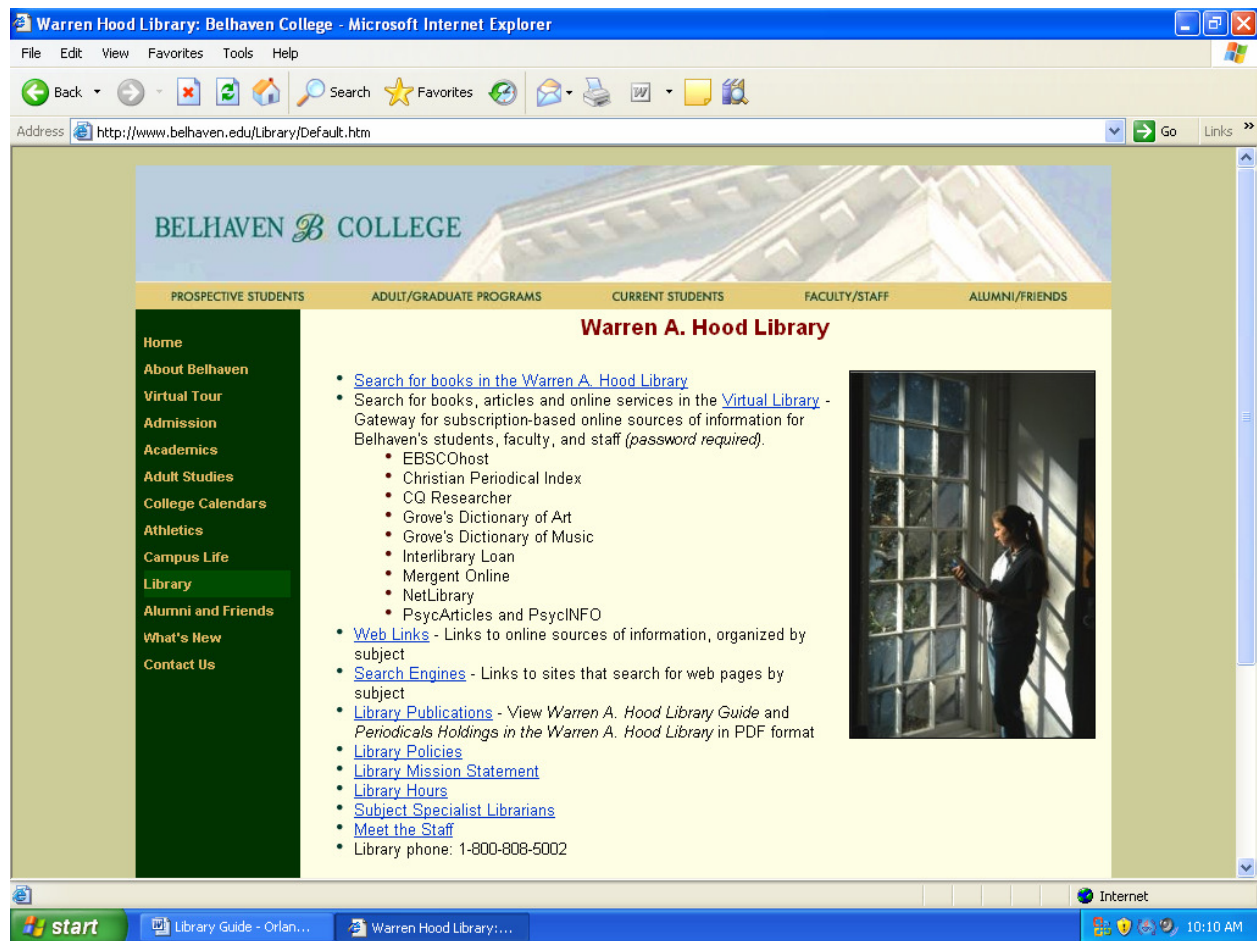 Warren Hood Library: Belhaven College - Microsoft Internet Explorer
File Edit View Favorites Tools Help
Back Search Favorites
Address http://www.belhaven.edu/Library/Default.htm Go Links »
BELHAVEN B COLLEGE
PROSPECTIVE STUDENTS ADULT/GRADUATE PROGRAMS CURRENT STUDENTS FACULTY/STAFF ALUMNI/FRIENDS
Home
About Belhaven
Virtual Tour
Admission
Academics
Adult Studies
College Calendars
Athletics
Campus Life
Library
Alumni and Friends
What's New
Contact Us
Warren A. Hood Library
• Search for books in the Warren A. Hood Library
• Search for books, articles and online services in the Virtual Library -
Gateway for subscription-based online sources of information for
Belhaven's students, faculty, and staff (password required).
• EBSCOhost
• Christian Periodical Index
• CQ Researcher
• Grove's Dictionary of Art
• Grove's Dictionary of Music
• Interlibrary Loan
• Mergent Online
• NetLibrary
• PsycArticles and PsycINFO
• Web Links - Links to online sources of information, organized by
subject
• Search Engines - Links to sites that search for web pages by
subject
• Library Publications - View Warren A. Hood Library Guide and
Periodicals Holdings in the Warren A. Hood Library in PDF format
• Library Policies
• Library Mission Statement
• Library Hours
• Subject Specialist Librarians
• Meet the Staff
• Library phone: 1-800-808-5002
Internet
start Library Guide - Orlan... Warren Hood Library:... 10:10 AM